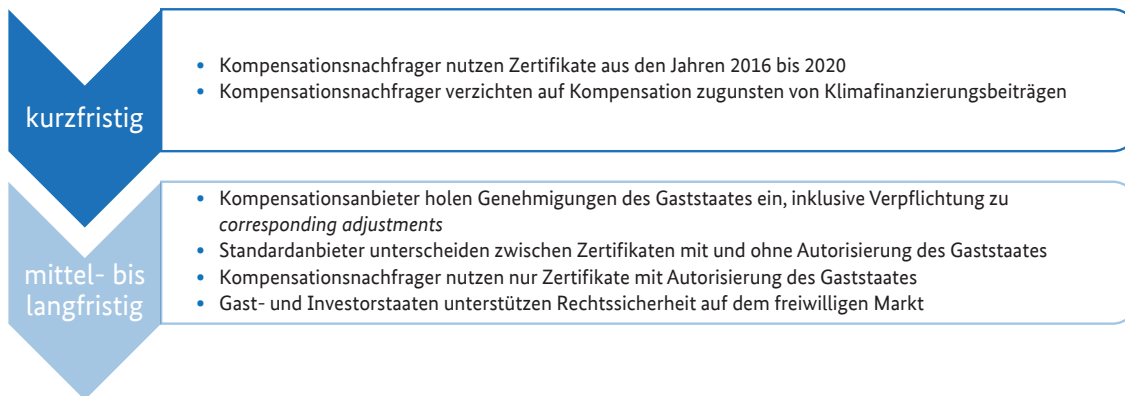 kurzfristig
• Kompensationsnachfrager nutzen Zertifikate aus den Jahren 2016 bis 2020
• Kompensationsnachfrager verzichten auf Kompensation zugunsten von Klimafinanzierungsbeiträgen
mittel- bis
langfristig
• Kompensationsanbieter holen Genehmigungen des Gaststaates ein, inklusive Verpflichtung zu
corresponding adjustments
• Standardanbieter unterscheiden zwischen Zertifikaten mit und ohne Autorisierung des Gaststaates
• Kompensationsnachfrager nutzen nur Zertifikate mit Autorisierung des Gaststaates
• Gast- und Investorstaaten unterstützen Rechtssicherheit auf dem freiwilligen Markt